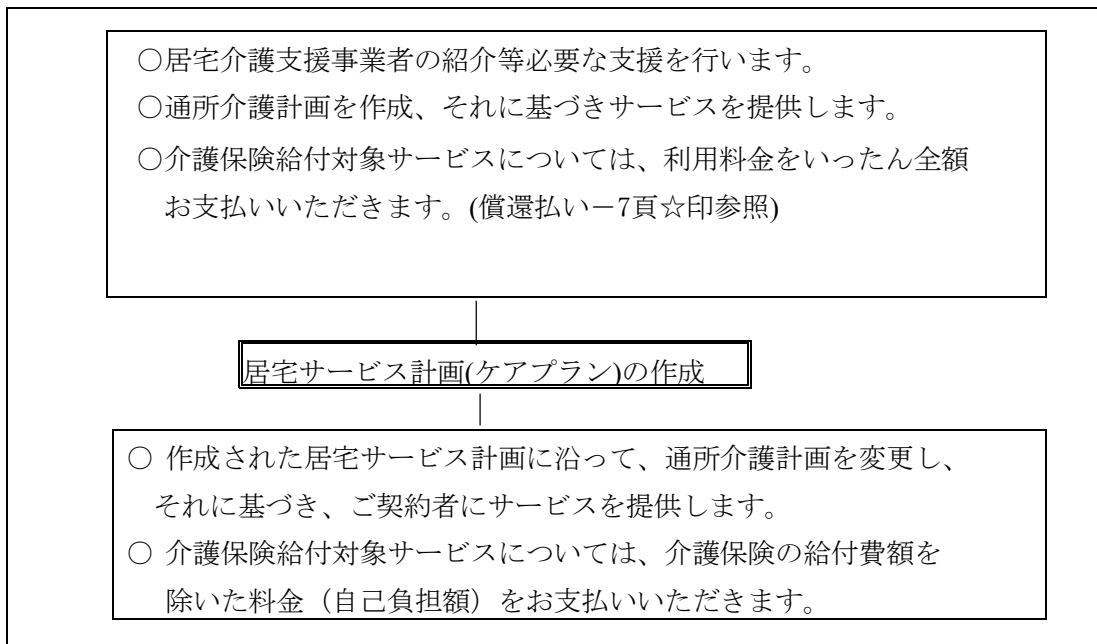 ○居宅介護支援事業者の紹介等必要な支援を行います。
○通所介護計画を作成、それに基づきサービスを提供します。
○介護保険給付対象サービスについては、利用料金をいったん全額
お支払いいただきます。(償還払い－7頁☆印参照)
居宅サービス計画(ケアプラン)の作成
○ 作成された居宅サービス計画に沿って、通所介護計画を変更し、
それに基づき、ご契約者にサービスを提供します。
○ 介護保険給付対象サービスについては、介護保険の給付費額を
除いた料金（自己負担額）をお支払いいただきます。